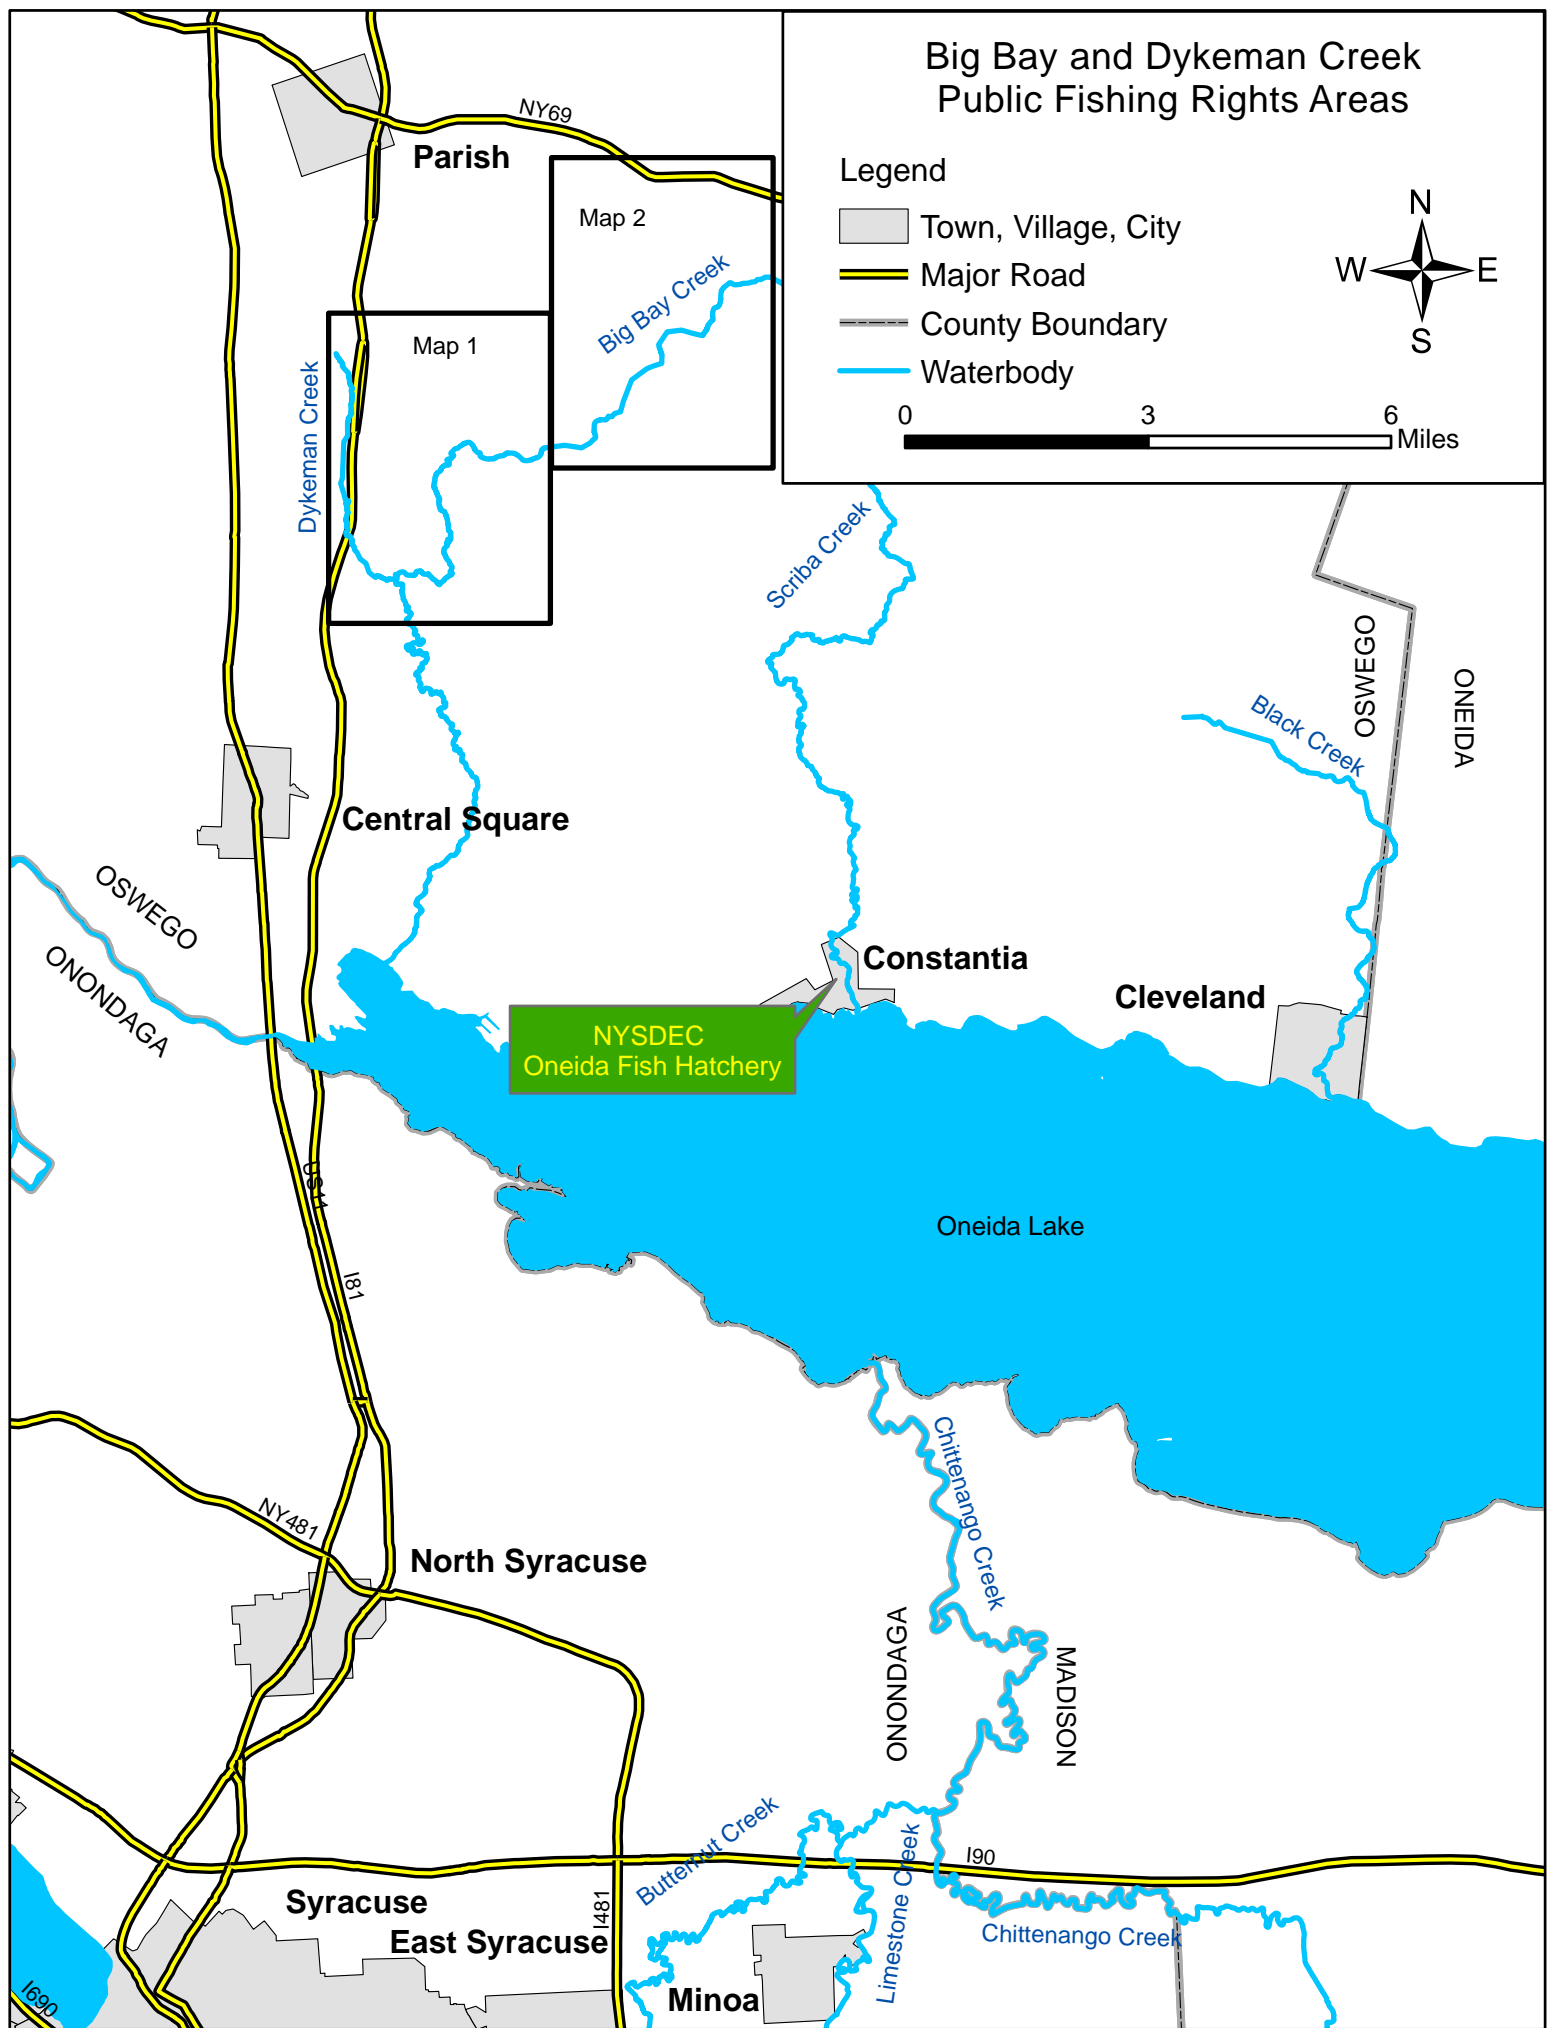 Big Bay and Dykeman Creek
Public Fishing Rights Areas
Legend
Town, Village, City
Major Road
County Boundary
Waterbody
N
W
E
S
0
3
6
Miles
NY69
Parish
Map 2
Big Bay Creek
Map 1
Dykeman Creek
Scriba Creek
OSWEGO
ONEIDA
Black Creek
Central Square
OSWEGO
ONONDAGA
Constantia
Cleveland
NYSDEC
Oneida Fish Hatchery
US11
Oneida Lake
I81
Chittenango Creek
NY481
North Syracuse
ONONDAGA
MADISON
Butternut Creek
Limestone Creek
I90
Syracuse
East Syracuse
I481
Chittenango Creek
Minoa
I690